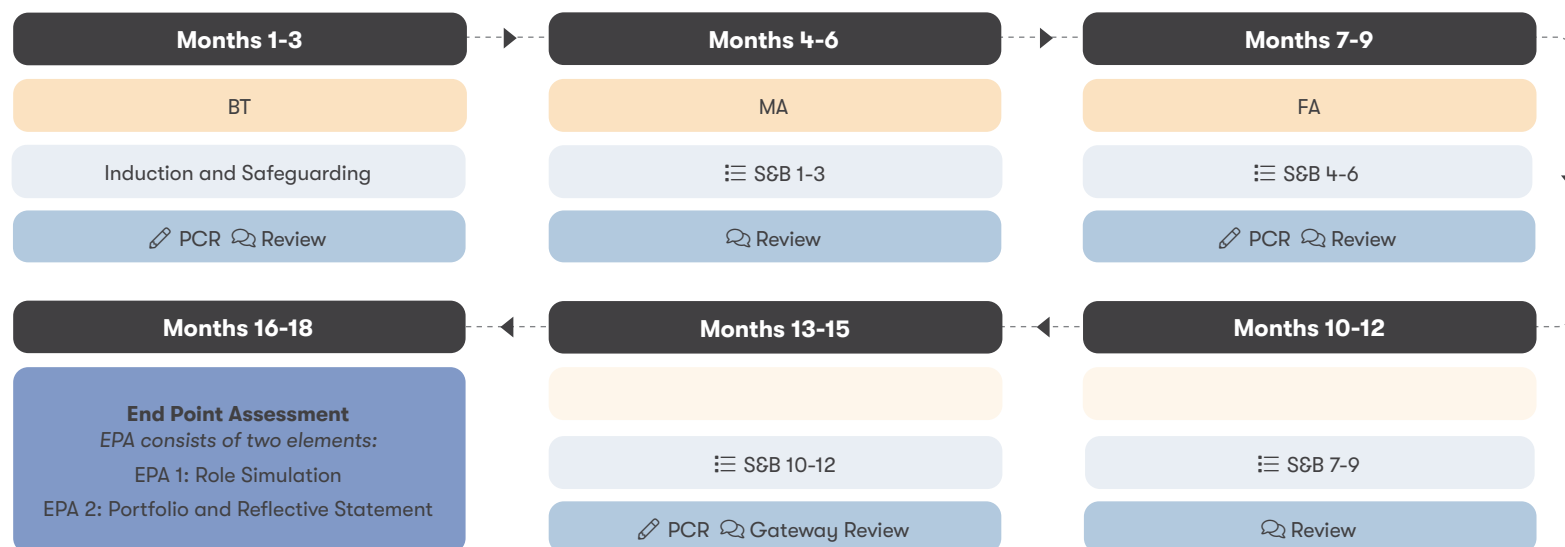 Months 1-3
BT
Induction and Safeguarding
PCR Review
Months 4-6
MA
S&B 1-3
Review
Months 7-9
FA
S&B 4-6
PCR Review
Months 10-12
S&B 7-9
Review
Months 13-15
S&B 10-12
PCR Gateway Review
Months 16-18
End Point Assessment
EPA consists of two elements:
EPA 1: Role Simulation
EPA 2: Portfolio and Reflective Statement